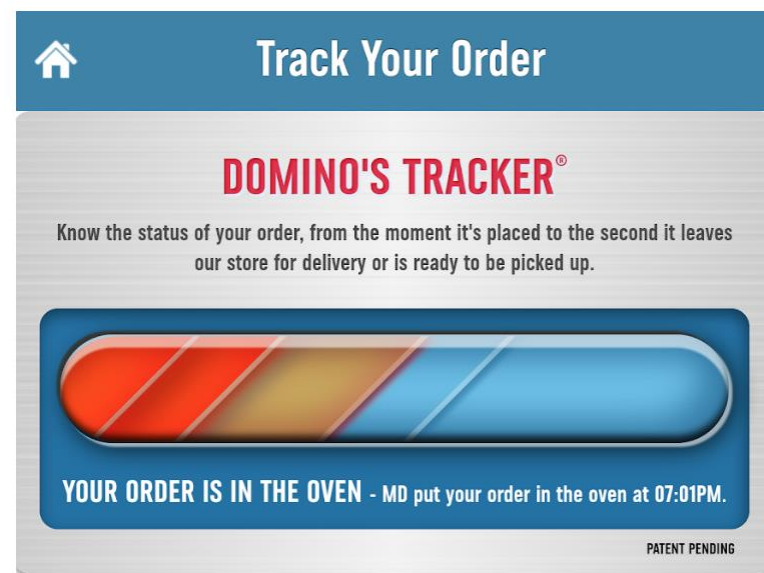 Track Your Order
DOMINO'S TRACKER®
Know the status of your order, from the moment it's placed to the second it leaves
our store for delivery or is ready to be picked up.
YOUR ORDER IS IN THE OVEN - MD put your order in the oven at 07:01PM.
PATENT PENDING